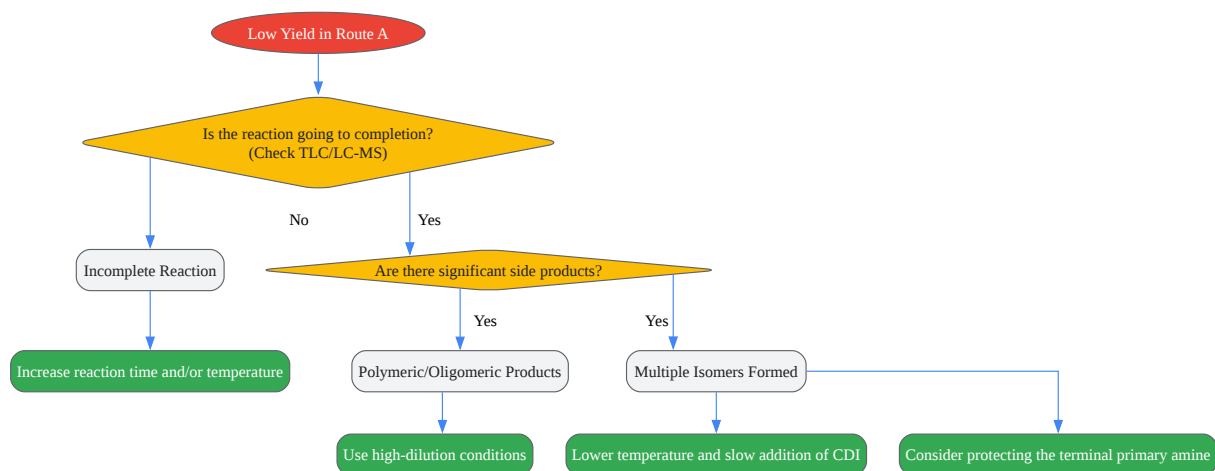 Low Yield in Route A
Is the reaction going to completion?
(Check TLC/LC-MS)
No
Yes
Incomplete Reaction
Are there significant side products?
Yes
Yes
Increase reaction time and/or temperature
Polymeric/Oligomeric Products
Multiple Isomers Formed
Use high-dilution conditions
Lower temperature and slow addition of CDI
Consider protecting the terminal primary amine